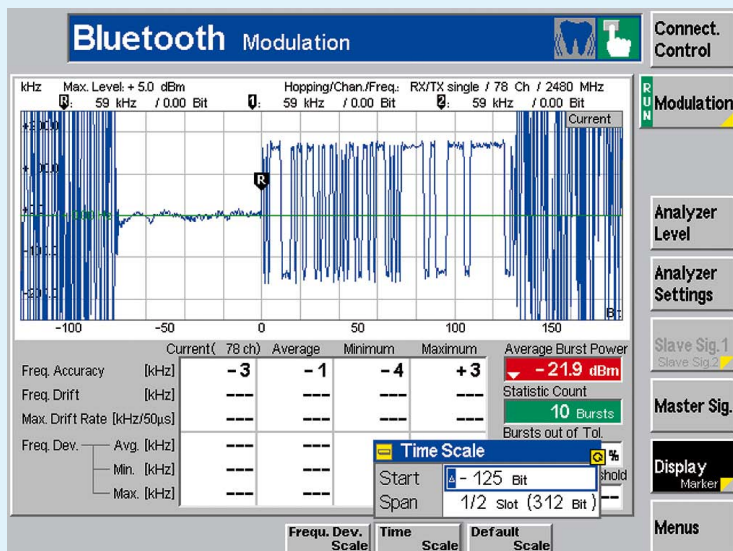 Bluetooth Modulation
Connect. Control
RUN
Modulation
Analyzer Level
Analyzer Settings
Slave Sig.1
Slave Sig.2
Master Sig.
Display
Marker
Menus
kHz Max. Level: + 5.0 dBm Hopping/Chan./Freq.: RX/TX single / 78 Ch / 2480 MHz
R: 59 kHz / 0.00 Bit 1: 59 kHz / 0.00 Bit 2: 59 kHz / 0.00 Bit
Current
R
Bit
-100 -50 0 50 100 150
Current( 78 ch) Average Minimum Maximum Average Burst Power
Freq. Accuracy [kHz] - 3 - 1 - 4 + 3 - 21.9 dBm
Freq. Drift [kHz] --- --- --- --- Statistic Count
Max. Drift Rate [kHz/50µs] --- --- --- --- 10 Bursts
Bursts out of Tol.
Freq. Dev. Avg. [kHz] --- --- %
Min. [kHz] --- ---
Max. [kHz] --- ---
Time Scale
Start - 125 Bit
Span 1/2 Slot (312 Bit)
Frequ. Dev. Scale
Time Scale
Default Scale